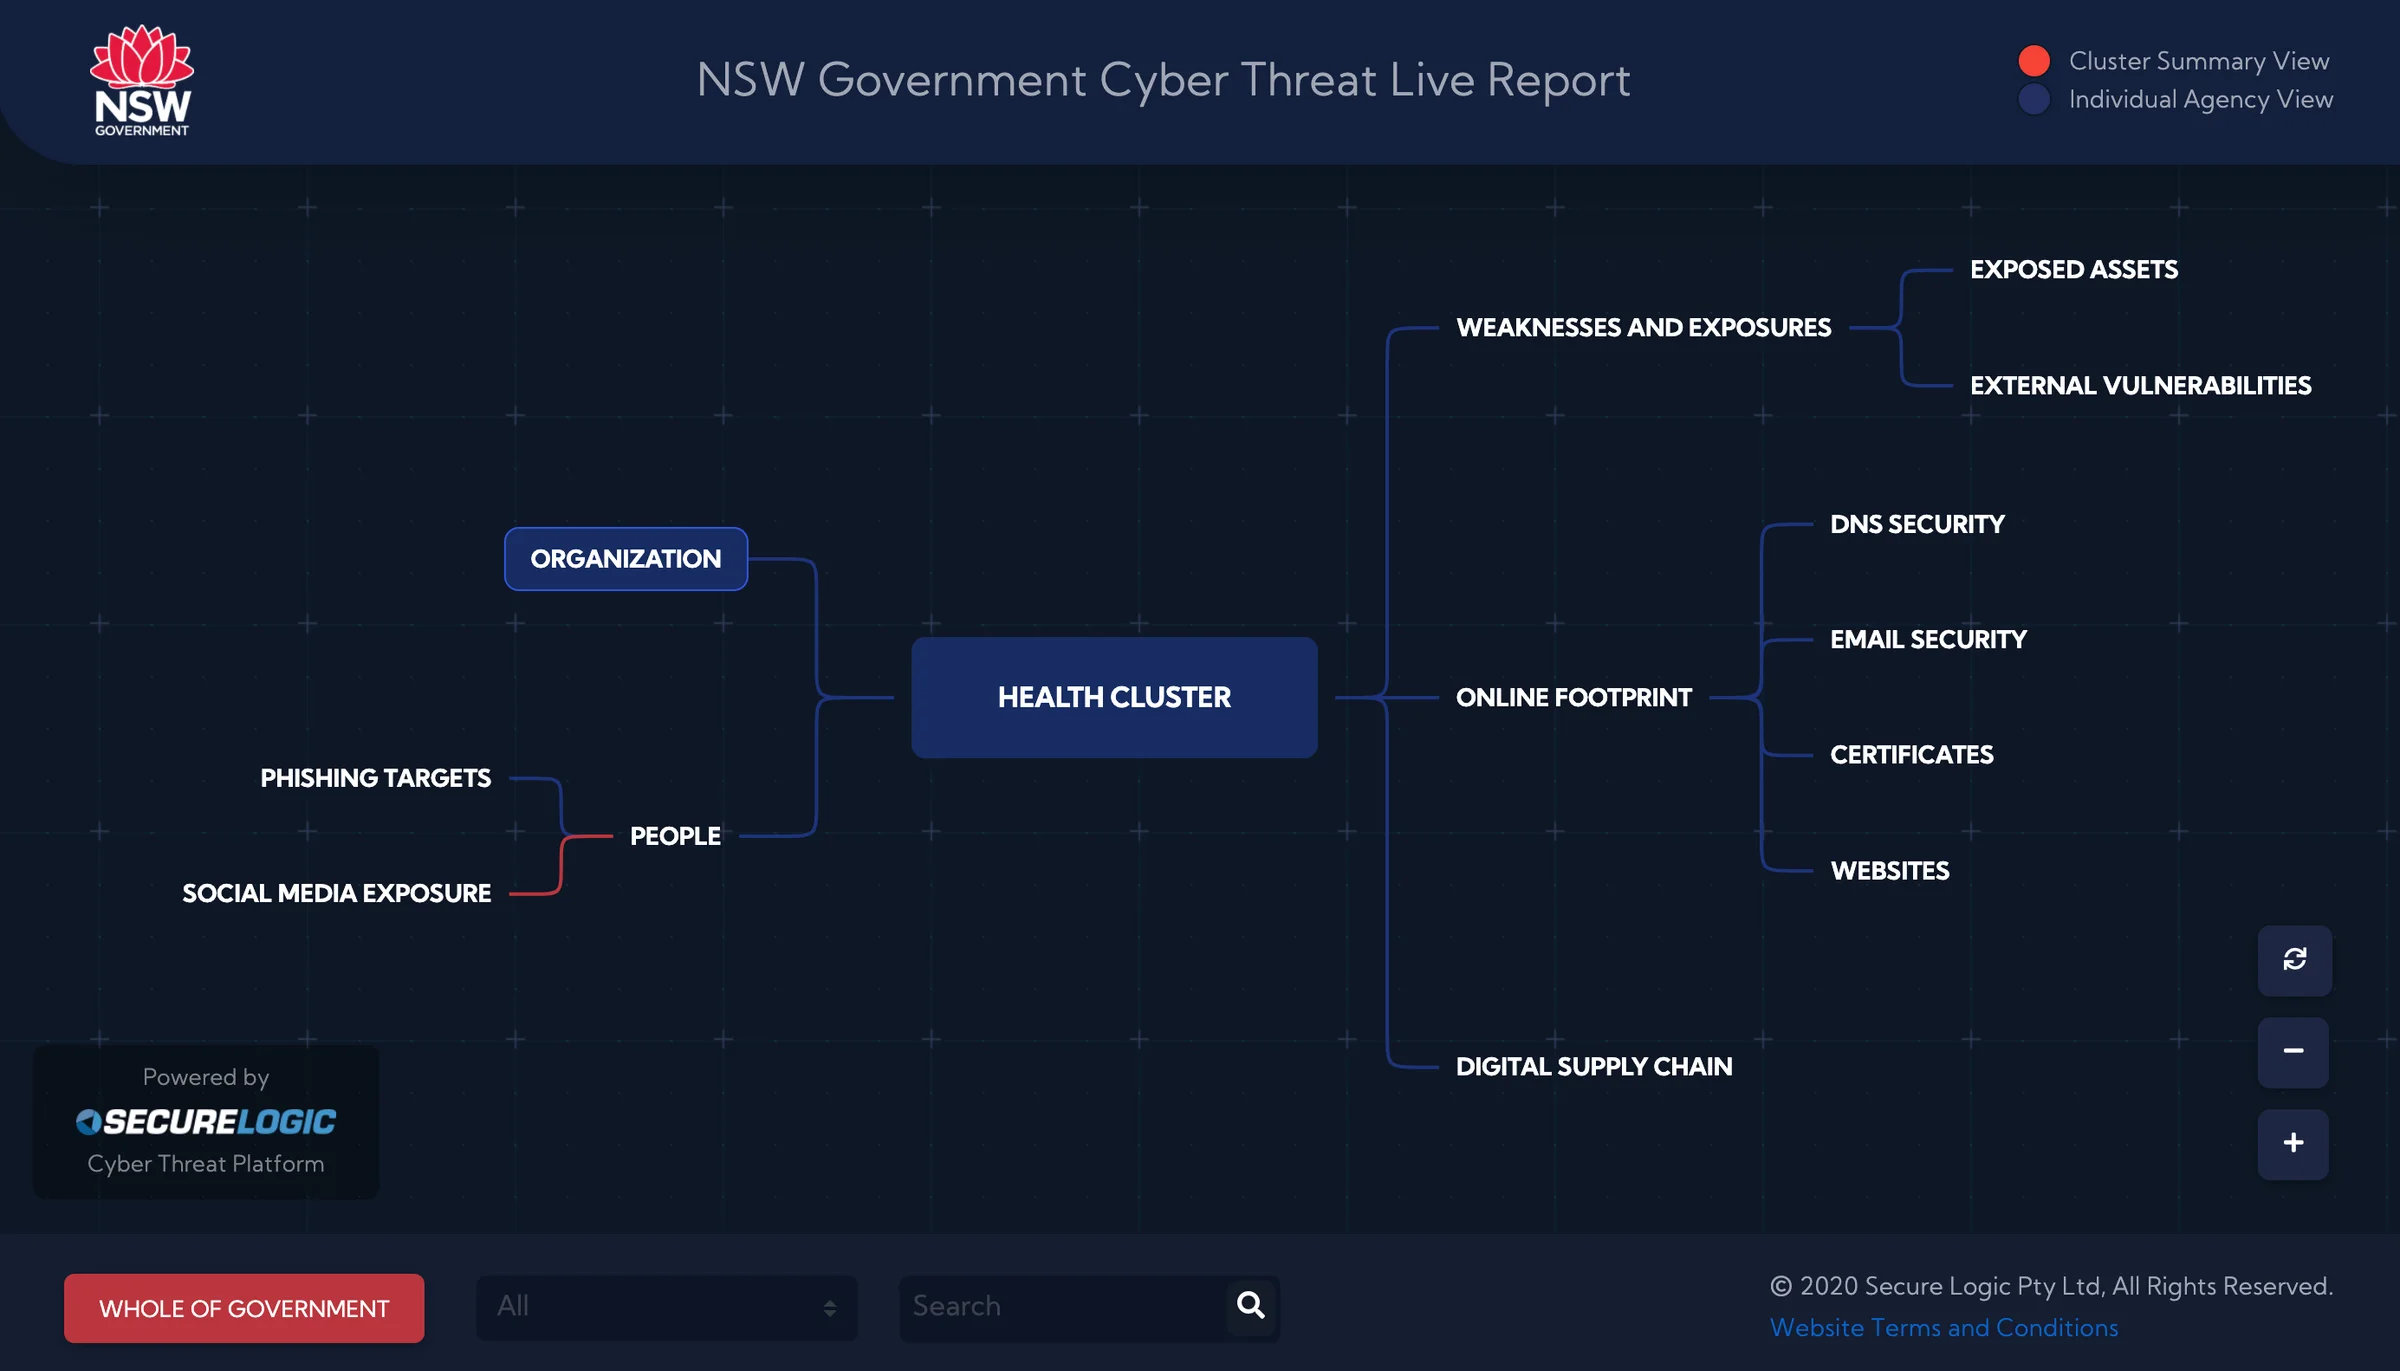 NSW
GOVERNMENT
NSW Government Cyber Threat Live Report
Cluster Summary View
Individual Agency View
EXPOSED ASSETS
WEAKNESSES AND EXPOSURES
EXTERNAL VULNERABILITIES
ORGANIZATION
DNS SECURITY
EMAIL SECURITY
HEALTH CLUSTER
ONLINE FOOTPRINT
CERTIFICATES
PHISHING TARGETS
PEOPLE
WEBSITES
SOCIAL MEDIA EXPOSURE
DIGITAL SUPPLY CHAIN
Powered by
SECURELOGIC
Cyber Threat Platform
WHOLE OF GOVERNMENT
All
Search
© 2020 Secure Logic Pty Ltd, All Rights Reserved.
Website Terms and Conditions